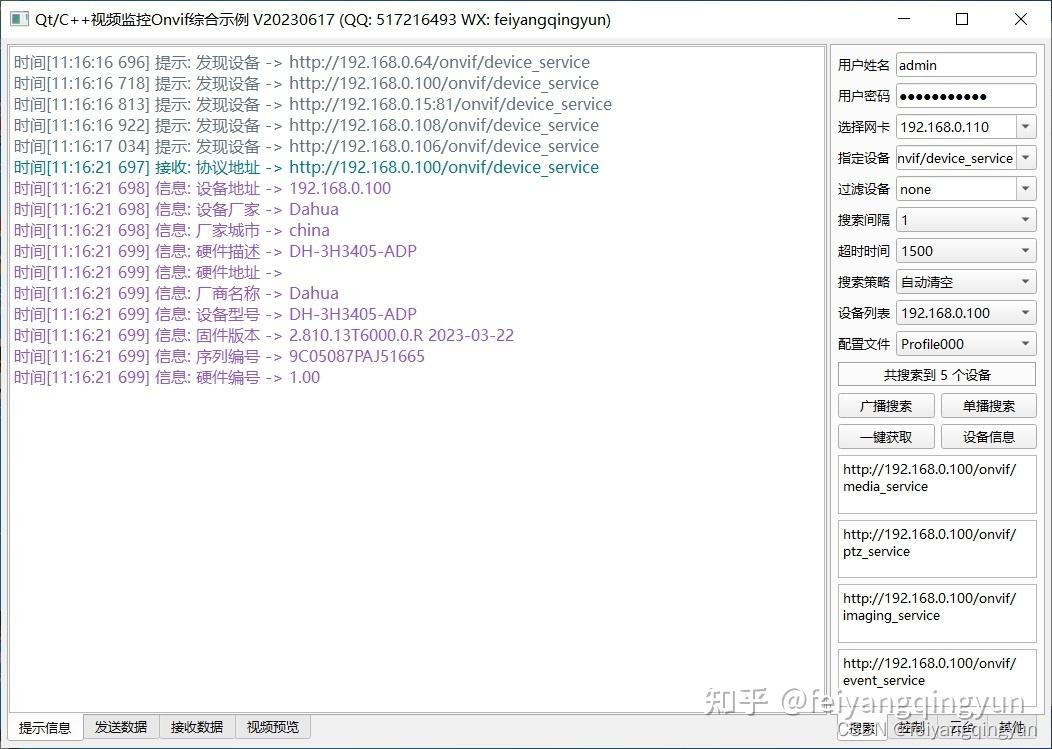 Qt/C++视频监控Onvif综合示例 V20230617 (QQ: 517216493 WX: feiyangqingyun)
时间[11:16:16 696] 提示: 发现设备 -> http://192.168.0.64/onvif/device_service
时间[11:16:16 718] 提示: 发现设备 -> http://192.168.0.100/onvif/device_service
时间[11:16:16 813] 提示: 发现设备 -> http://192.168.0.15:81/onvif/device_service
时间[11:16:16 922] 提示: 发现设备 -> http://192.168.0.108/onvif/device_service
时间[11:16:17 034] 提示: 发现设备 -> http://192.168.0.106/onvif/device_service
时间[11:16:21 697] 接收: 协议地址 -> http://192.168.0.100/onvif/device_service
时间[11:16:21 698] 信息: 设备地址 -> 192.168.0.100
时间[11:16:21 698] 信息: 设备厂家 -> Dahua
时间[11:16:21 698] 信息: 厂家城市 -> china
时间[11:16:21 699] 信息: 硬件描述 -> DH-3H3405-ADP
时间[11:16:21 699] 信息: 硬件地址 ->
时间[11:16:21 699] 信息: 厂商名称 -> Dahua
时间[11:16:21 699] 信息: 设备型号 -> DH-3H3405-ADP
时间[11:16:21 699] 信息: 固件版本 -> 2.810.13T6000.0.R 2023-03-22
时间[11:16:21 699] 信息: 序列编号 -> 9C05087PAJ51665
时间[11:16:21 699] 信息: 硬件编号 -> 1.00
提示信息 发送数据 接收数据 视频预览
用户姓名 admin
用户密码 ●●●●●●●●●●●
选择网卡 192.168.0.110
指定设备 nvif/device_service
过滤设备 none
搜索间隔 1
超时时间 1500
搜索策略 自动清空
设备列表 192.168.0.100
配置文件 Profile000
共搜索到 5 个设备
广播搜索 单播搜索
一键获取 设备信息
http://192.168.0.100/onvif/
media_service
http://192.168.0.100/onvif/
ptz_service
http://192.168.0.100/onvif/
imaging_service
http://192.168.0.100/onvif/
event_service
搜索 控制 云台 其他
知乎 @feiyangqingyun
CSDN @feiyangqingyun